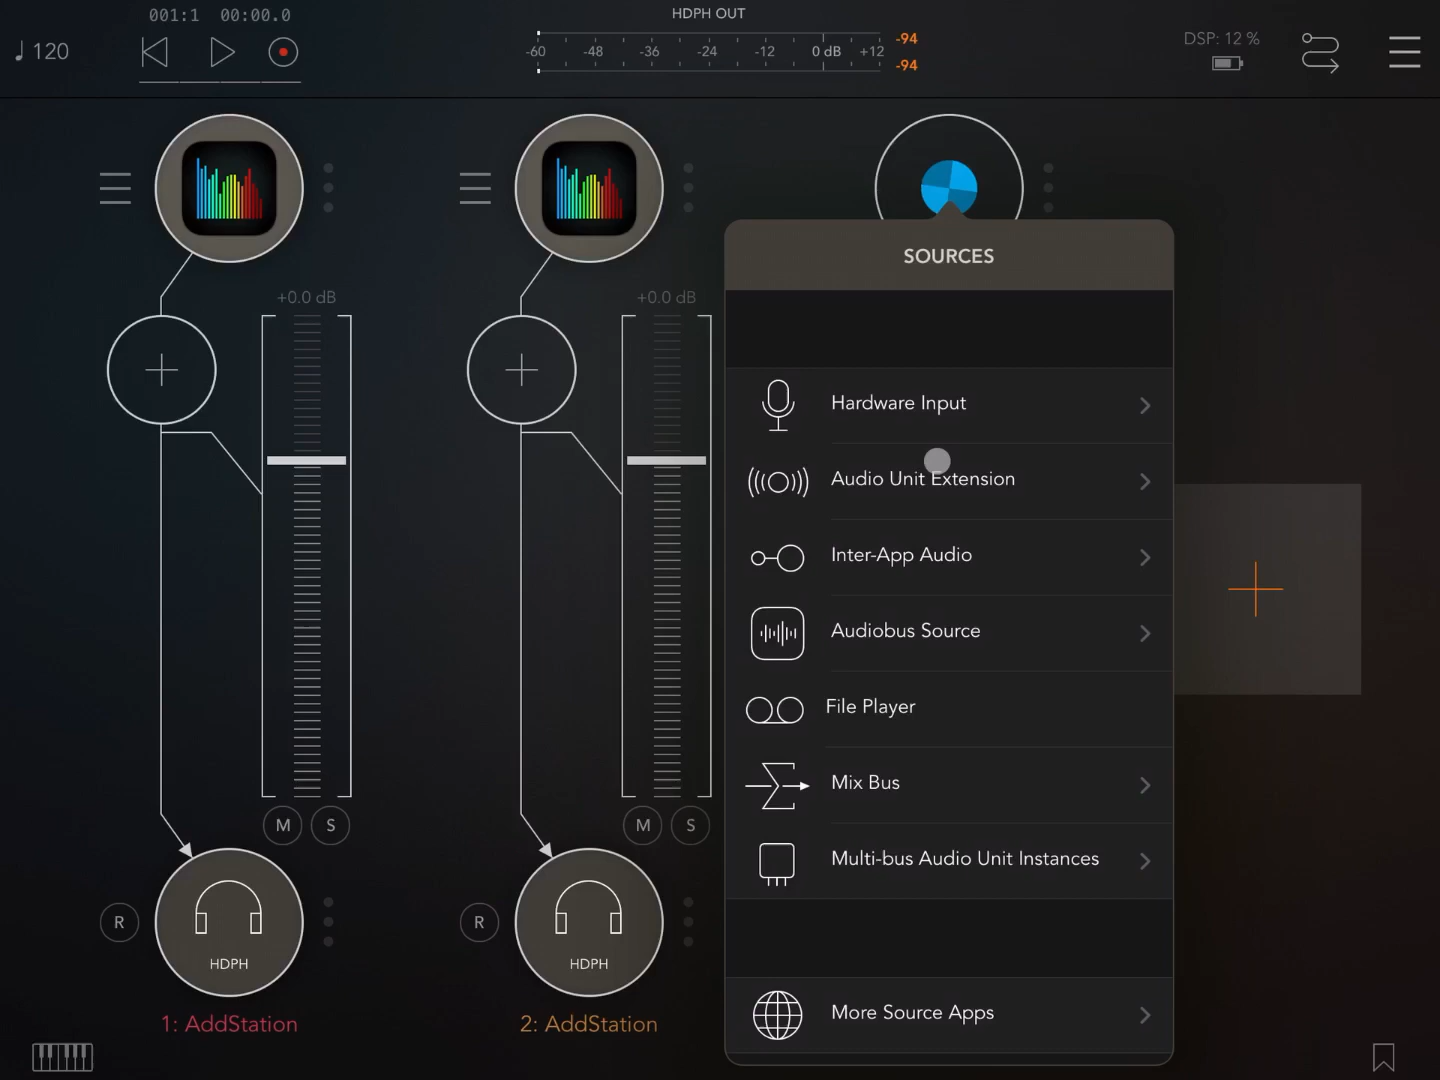 001:1 00:00.0
HDPH OUT
♩ 120
-60 -48 -36 -24 -12 0 dB +12
-94
-94
DSP: 12 %
SOURCES
+0.0 dB
+0.0 dB
Hardware Input
Audio Unit Extension
Inter-App Audio
Audiobus Source
File Player
Mix Bus
Multi-bus Audio Unit Instances
More Source Apps
M S
M S
R
HDPH
R
HDPH
1: AddStation
2: AddStation